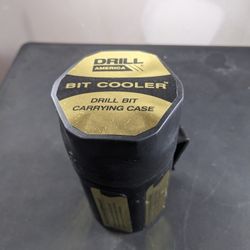 DRILL
AMERICA
BIT COOLER
DRILL BIT
CARRYING CASE